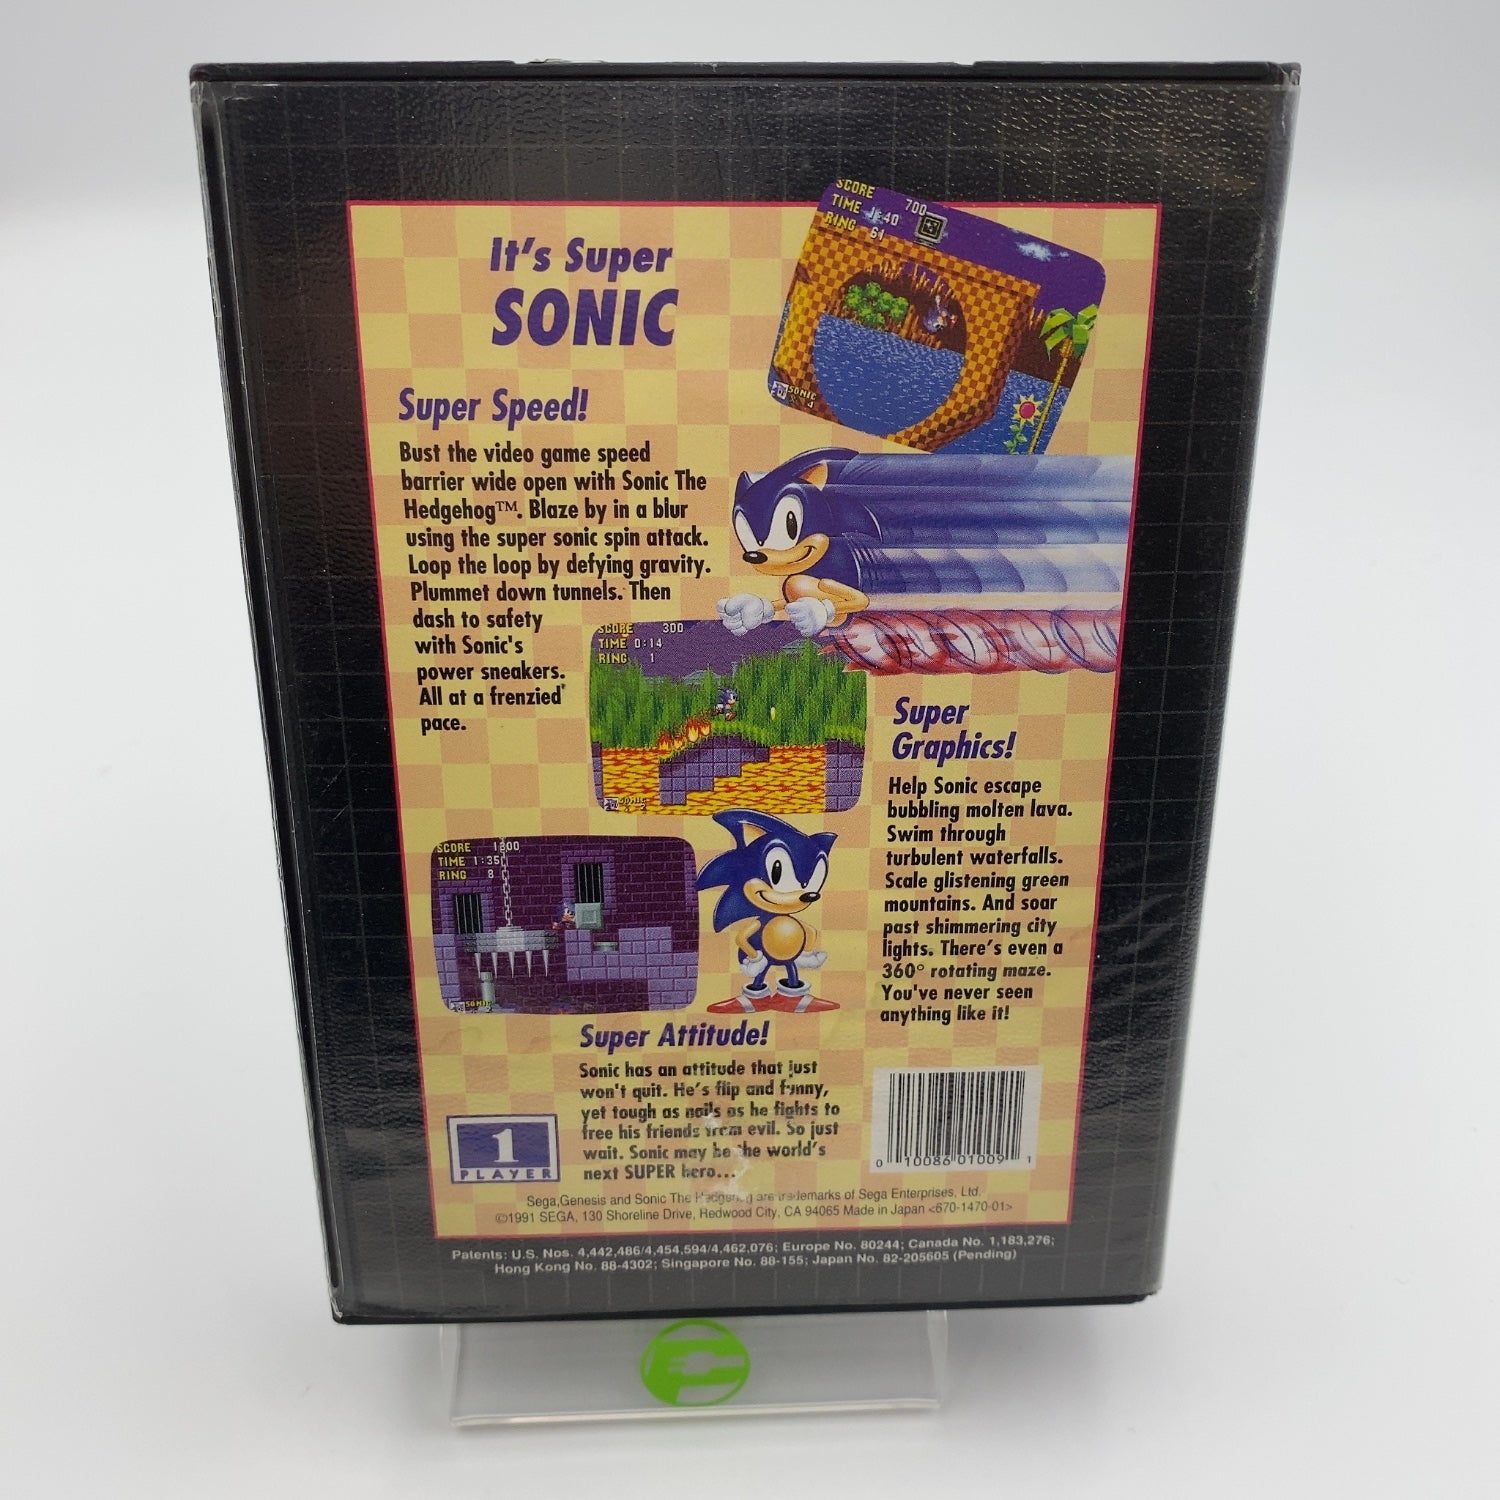 It's Super
SONIC
SCORE 700
TIME 1:40
RING 61
SONIC
4
Super Speed!
Bust the video game speed
barrier wide open with Sonic The
Hedgehog™. Blaze by in a blur
using the super sonic spin attack.
Loop the loop by defying gravity.
Plummet down tunnels. Then
dash to safety
with Sonic's
power sneakers.
All at a frenzied
pace.
SCORE 300
TIME 0:14
RING 1
SONIC
2
Super
Graphics!
Help Sonic escape
bubbling molten lava.
Swim through
turbulent waterfalls.
Scale glistening green
mountains. And soar
past shimmering city
lights. There's even a
360° rotating maze.
You've never seen
anything like it!
SCORE 1200
TIME 1:35
RING 8
SONIC
Super Attitude!
Sonic has an attitude that just
won't quit. He's flip and funny,
yet tough as nails as he fights to
free his friends from evil. So just
wait. Sonic may be the world's
next SUPER hero...
1
PLAYER
0 10086 01009 1
Sega,Genesis and Sonic The Hedgehog are trademarks of Sega Enterprises, Ltd.
©1991 SEGA, 130 Shoreline Drive, Redwood City, CA 94065 Made in Japan <670-1470-01>
Patents: U.S. Nos. 4,442,486/4,454,594/4,462,076; Europe No. 80244; Canada No. 1,183,276;
Hong Kong No. 88-4302; Singapore No. 88-155; Japan No. 82-205605 (Pending)